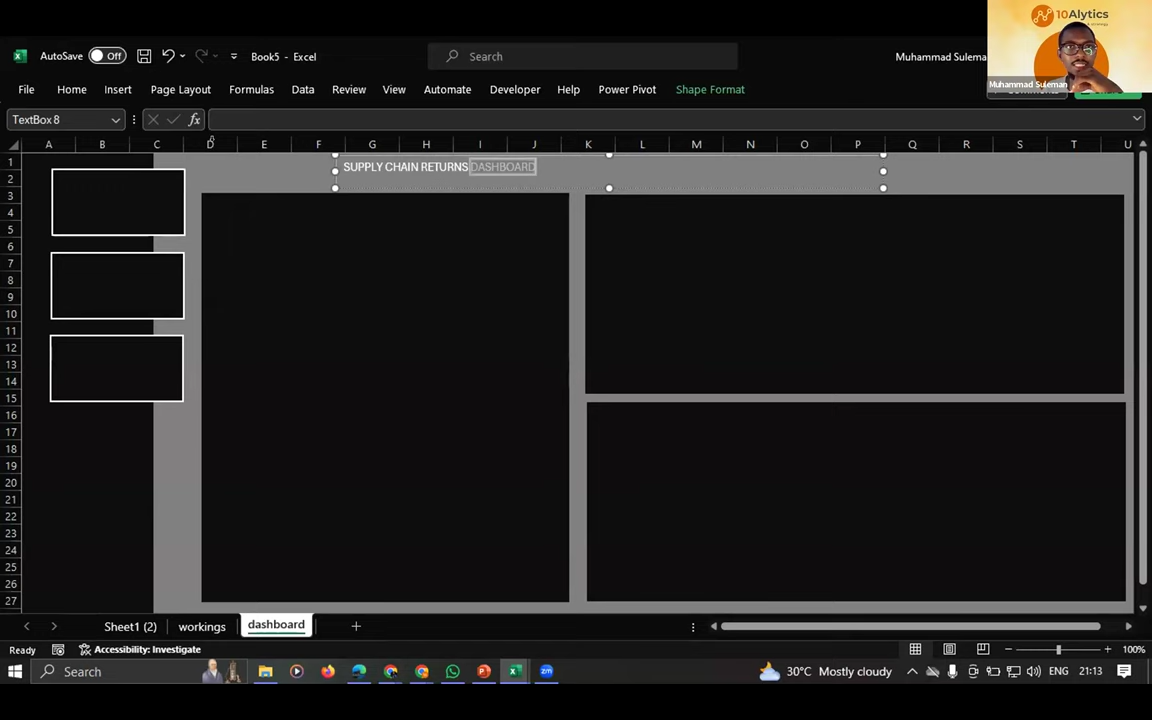 10Alytics
AutoSave Off
Book5 - Excel
Search
Muhammad Sulema
Muhammad Suleman
File Home Insert Page Layout Formulas Data Review View Automate Developer Help Power Pivot Shape Format
Comments
TextBox 8
fx
A B C D E F G H I J K L M N O P Q R S T U
SUPPLY CHAIN RETURNS DASHBOARD
1
2
3
4
5
6
7
8
9
10
11
12
13
14
15
16
17
18
19
20
21
22
23
24
25
26
27
Sheet1 (2) workings dashboard
Ready Accessibility: Investigate 100%
Search 30°C Mostly cloudy ENG 21:13